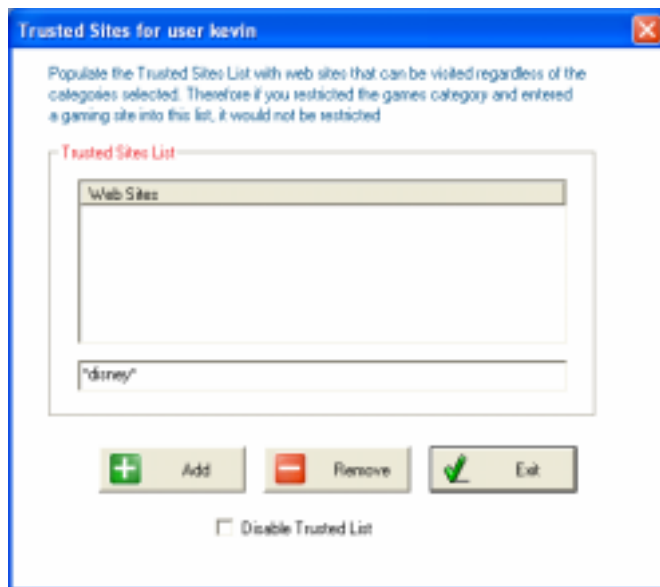 Trusted Sites for user kevin
Populate the Trusted Sites List with web sites that can be visited regardless of the
categories selected. Therefore if you restricted the games category and entered
a gaming site into this list, it would not be restricted
Trusted Sites List
Web Sites
*disney*
Add
Remove
Exit
Disable Trusted List